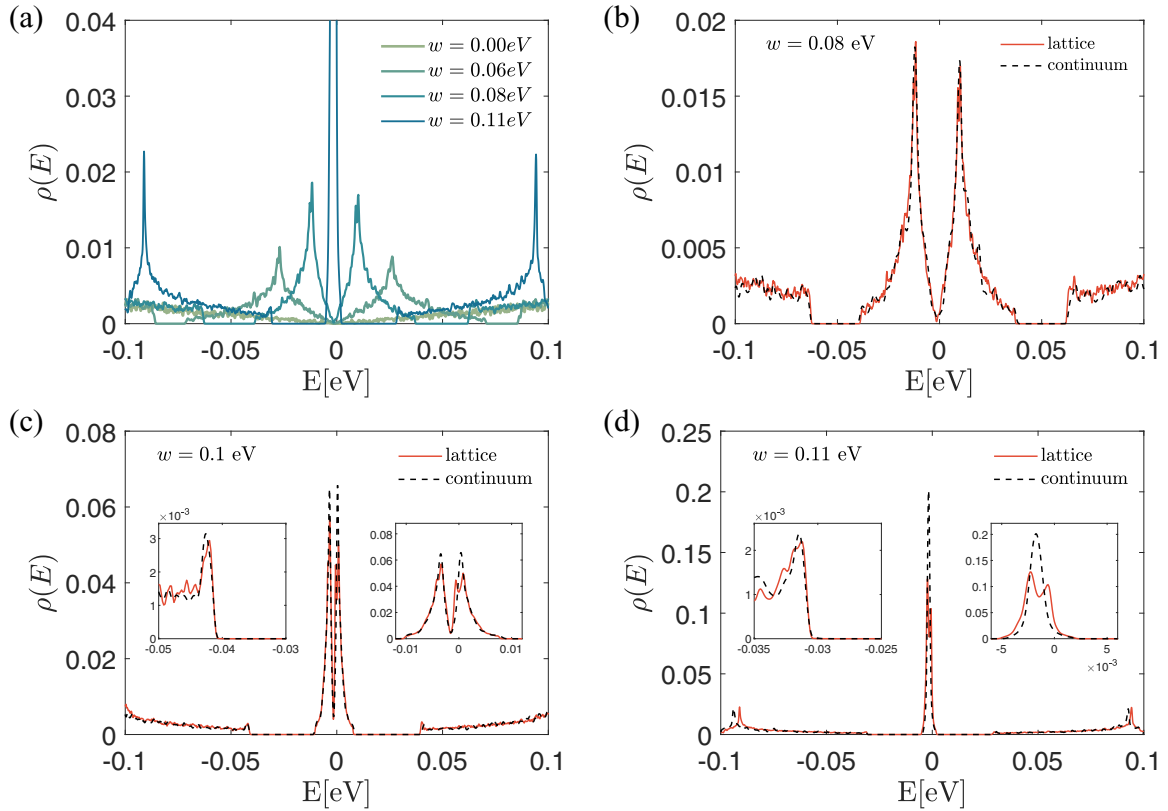 (a)
0.04
0.03
0.02
0.01
0
ρ(E)
w = 0.00eV
w = 0.06eV
w = 0.08eV
w = 0.11eV
-0.1 -0.05 0 0.05 0.1
E[eV]
(b)
0.02
0.015
0.01
0.005
0
ρ(E)
w = 0.08 eV
lattice
continuum
-0.1 -0.05 0 0.05 0.1
E[eV]
(c)
0.08
0.06
0.04
0.02
0
ρ(E)
w = 0.1 eV
lattice
continuum
×10⁻³
3
2
1
0
-0.05 -0.04 -0.03
0.08
0.06
0.04
0.02
0
-0.01 0 0.01
-0.1 -0.05 0 0.05 0.1
E[eV]
(d)
0.25
0.2
0.15
0.1
0.05
0
ρ(E)
w = 0.11 eV
lattice
continuum
×10⁻³
2
1
0
-0.035 -0.03 -0.025
0.2
0.15
0.1
0.05
0
-5 0 5
×10⁻³
-0.1 -0.05 0 0.05 0.1
E[eV]